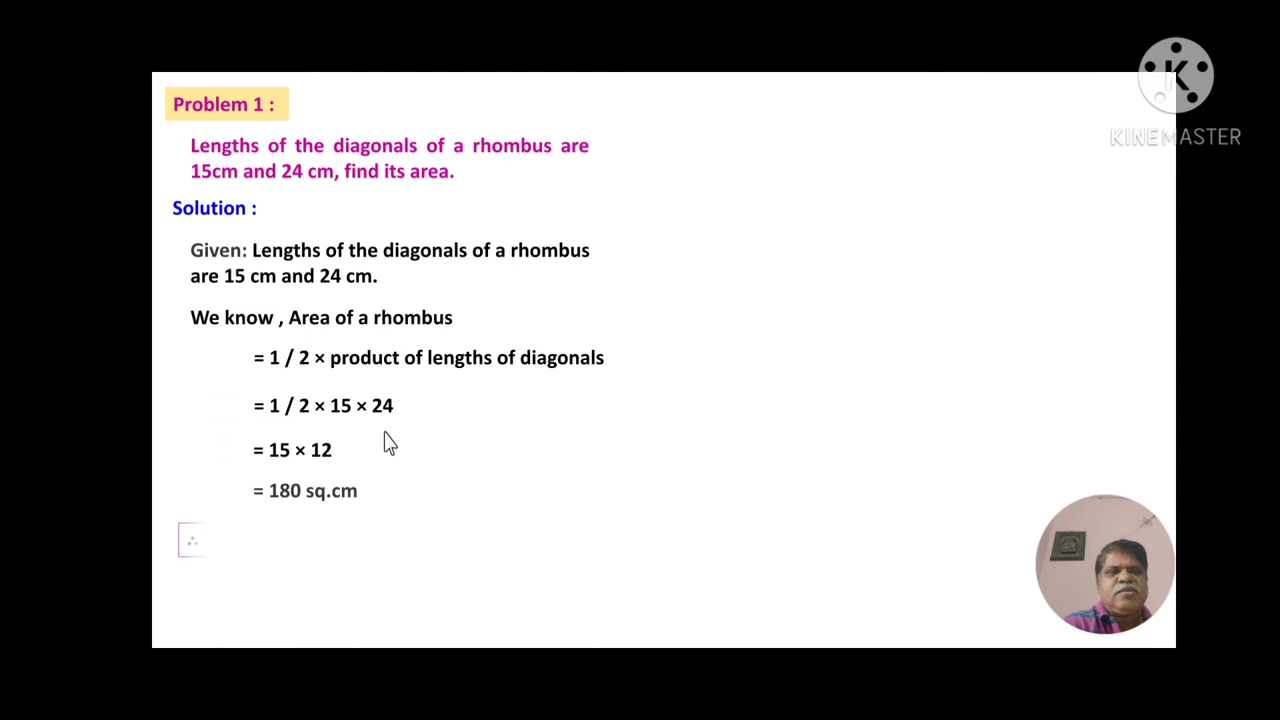 Problem 1 :
Lengths of the diagonals of a rhombus are
15cm and 24 cm, find its area.
Solution :
Given: Lengths of the diagonals of a rhombus
are 15 cm and 24 cm.
We know , Area of a rhombus
= 1 / 2 × product of lengths of diagonals
= 1 / 2 × 15 × 24
= 15 × 12
= 180 sq.cm
∴
K
KINEMASTER